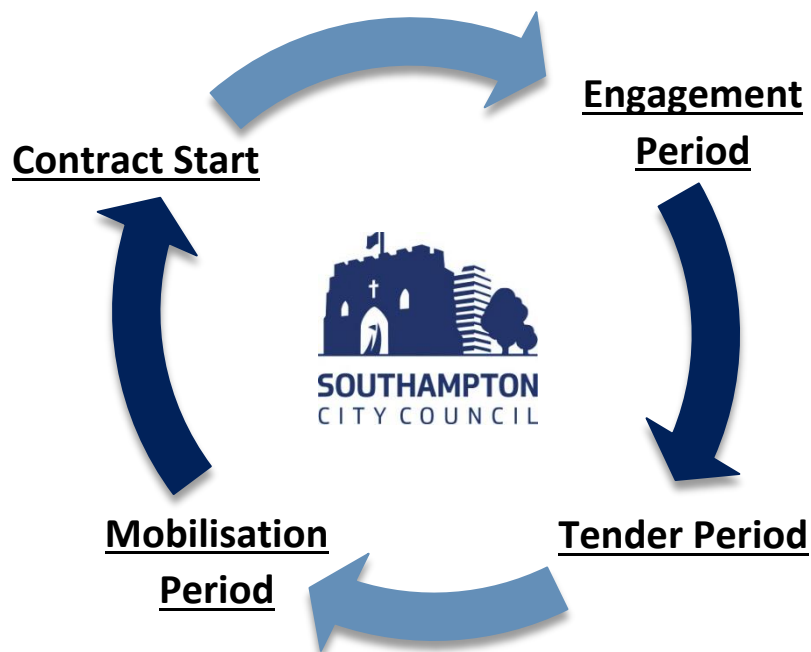 Engagement
Period
Contract Start
SOUTHAMPTON
CITY COUNCIL
Mobilisation
Period
Tender Period